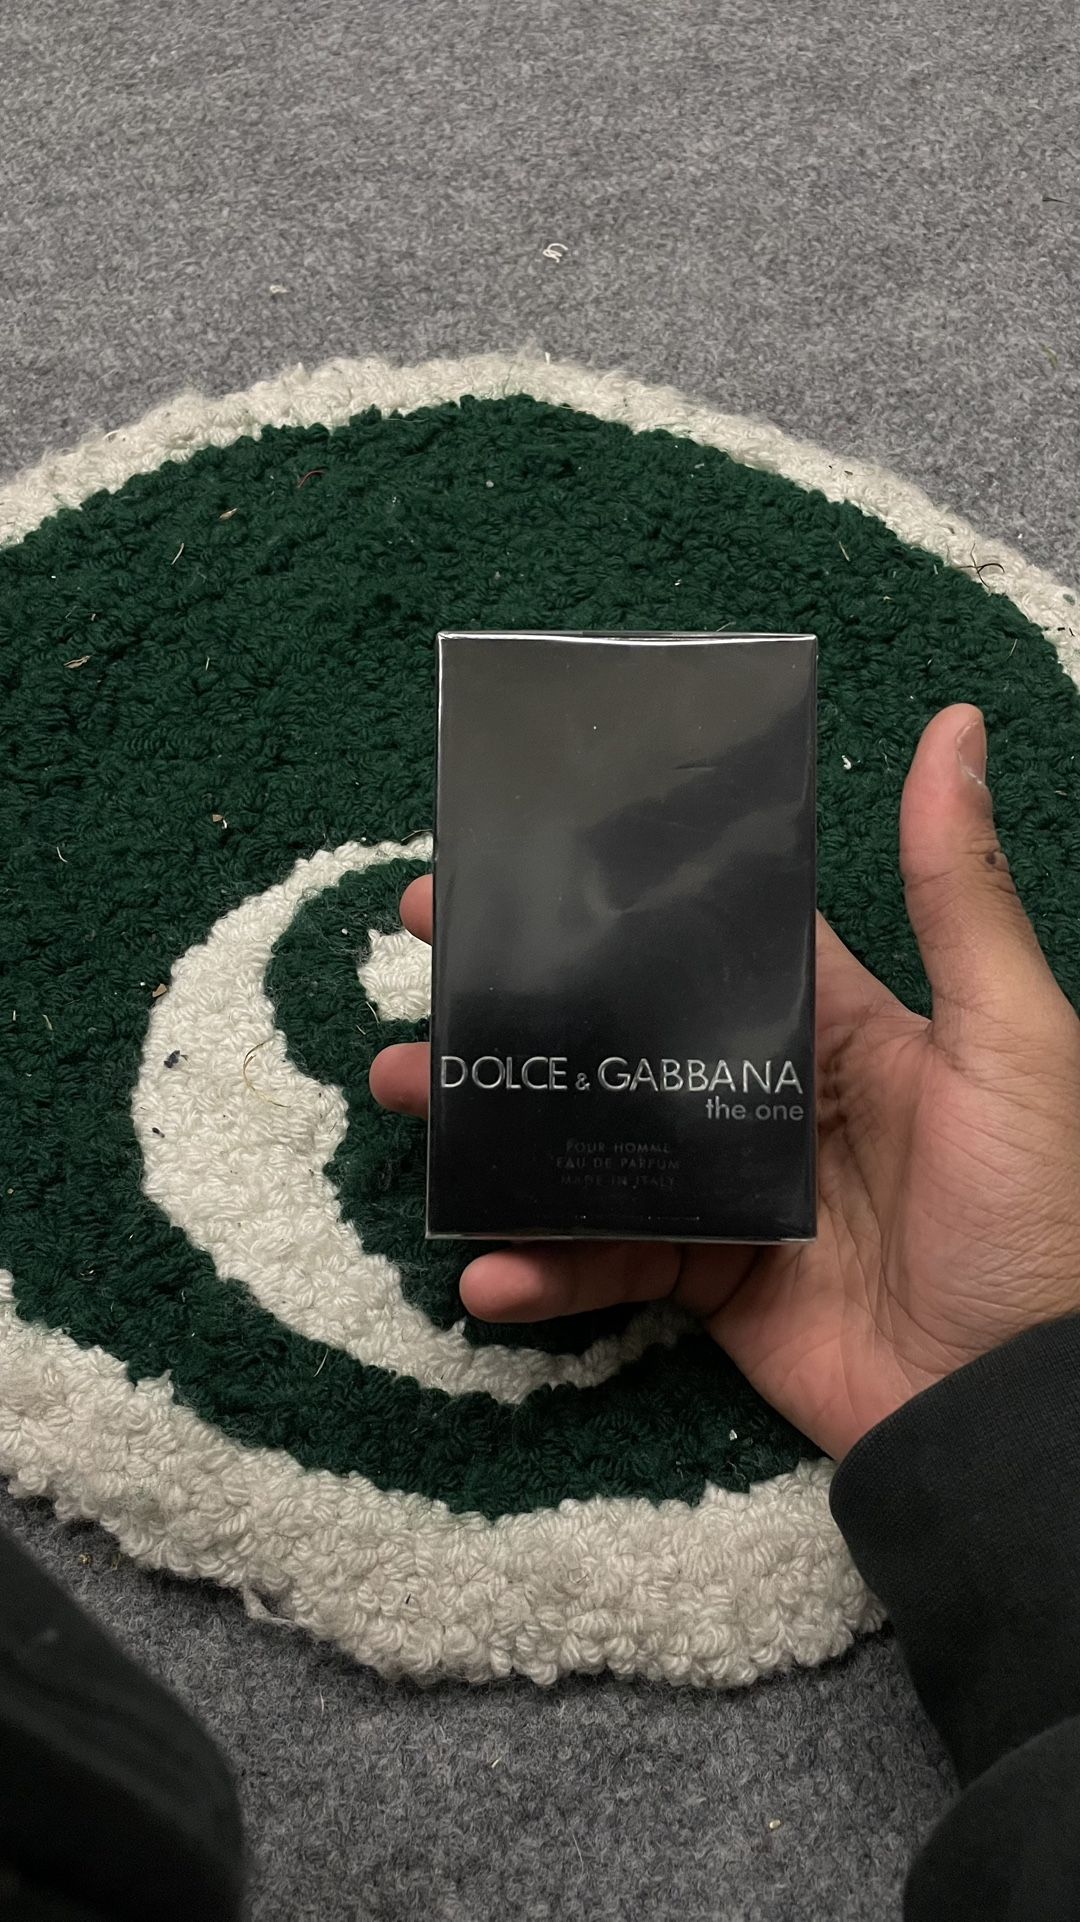 DOLCE & GABBANA
the one
POUR HOMME
EAU DE PARFUM
MADE IN ITALY